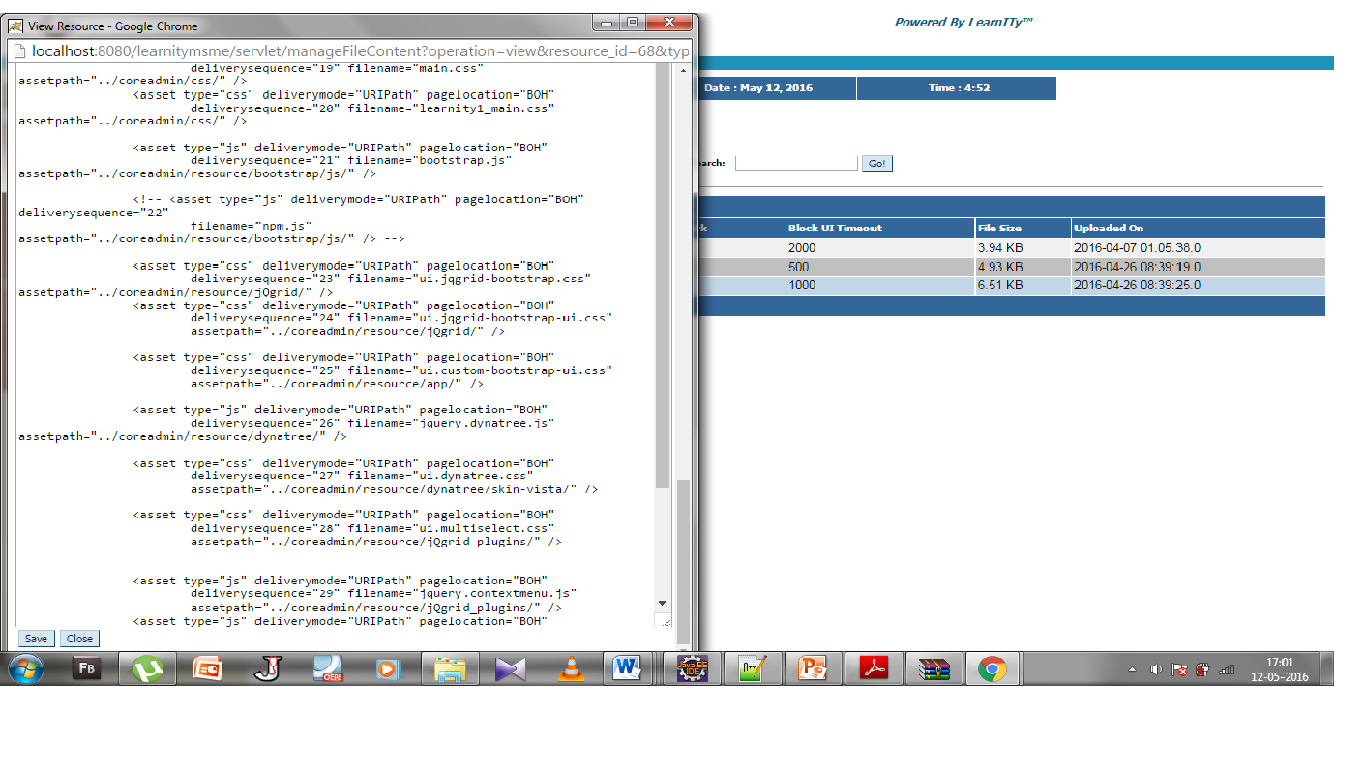 View Resource - Google Chrome
localhost:8080/learnitymsme/servlet/manageFileContent?operation=view&resource_id=68&typ
deliverysequence="19" filename="main.css"
assetpath="../coreadmin/css/" />
<asset type="css" deliverymode="URIPath" pagelocation="BOH"
deliverysequence="20" filename="learnity1_main.css"
assetpath="../coreadmin/css/" />
<asset type="js" deliverymode="URIPath" pagelocation="BOH"
deliverysequence="21" filename="bootstrap.js"
assetpath="../coreadmin/resource/bootstrap/js/" />
<!-- <asset type="js" deliverymode="URIPath" pagelocation="BOH"
deliverysequence="22"
filename="npm.js"
assetpath="../coreadmin/resource/bootstrap/js/" /> -->
<asset type="css" deliverymode="URIPath" pagelocation="BOH"
deliverysequence="23" filename="ui.jqgrid-bootstrap.css"
assetpath="../coreadmin/resource/jQgrid/" />
<asset type="css" deliverymode="URIPath" pagelocation="BOH"
deliverysequence="24" filename="ui.jqgrid-bootstrap-ui.css"
assetpath="../coreadmin/resource/jQgrid/" />
<asset type="css" deliverymode="URIPath" pagelocation="BOH"
deliverysequence="25" filename="ui.custom-bootstrap-ui.css"
assetpath="../coreadmin/resource/app/" />
<asset type="js" deliverymode="URIPath" pagelocation="BOH"
deliverysequence="26" filename="jquery.dynatree.js"
assetpath="../coreadmin/resource/dynatree/" />
<asset type="css" deliverymode="URIPath" pagelocation="BOH"
deliverysequence="27" filename="ui.dynatree.css"
assetpath="../coreadmin/resource/dynatree/skin-vista/" />
<asset type="css" deliverymode="URIPath" pagelocation="BOH"
deliverysequence="28" filename="ui.multiselect.css"
assetpath="../coreadmin/resource/jQgrid_plugins/" />
<asset type="js" deliverymode="URIPath" pagelocation="BOH"
deliverysequence="29" filename="jquery.contextmenu.js"
assetpath="../coreadmin/resource/jQgrid_plugins/" />
<asset type="js" deliverymode="URIPath" pagelocation="BOH"
Save Close
Powered By LearnITy™
Date : May 12, 2016 Time : 4:52
arch: Go!
k Block UI Timeout File Size Uploaded On
2000 3.94 KB 2016-04-07 01:05:38.0
500 4.93 KB 2016-04-26 08:39:19.0
1000 6.51 KB 2016-04-26 08:39:25.0
FB
OEPE
W
Java EE
IDE
P
17:01
12-05-2016